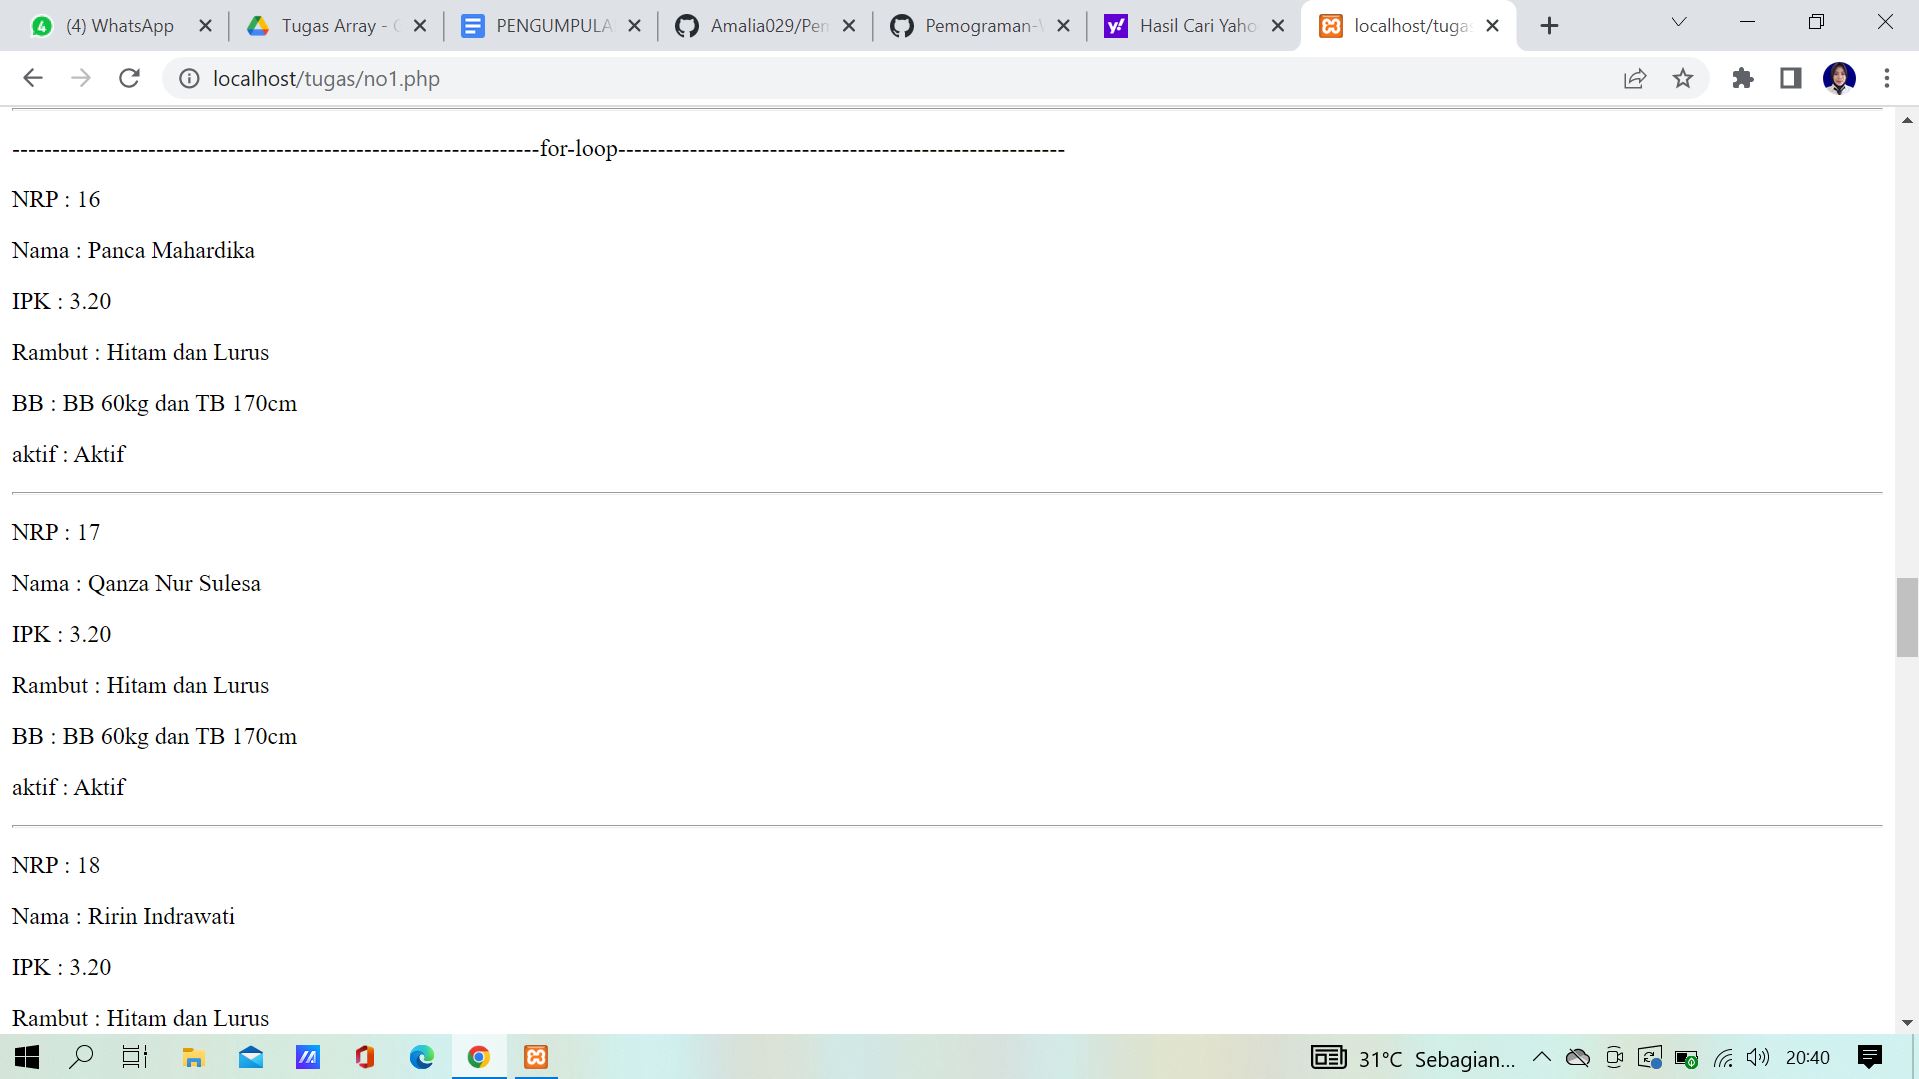 4
(4) WhatsApp
Tugas Array -
PENGUMPULA
Amalia029/Pem
Pemograman-
Hasil Cari Yaho
localhost/tuga
localhost/tugas/no1.php
------------------------------------------------------------------for-loop--------------------------------------------------------
NRP : 16
Nama : Panca Mahardika
IPK : 3.20
Rambut : Hitam dan Lurus
BB : BB 60kg dan TB 170cm
aktif : Aktif
NRP : 17
Nama : Qanza Nur Sulesa
IPK : 3.20
Rambut : Hitam dan Lurus
BB : BB 60kg dan TB 170cm
aktif : Aktif
NRP : 18
Nama : Ririn Indrawati
IPK : 3.20
Rambut : Hitam dan Lurus
31°C Sebagian...
20:40